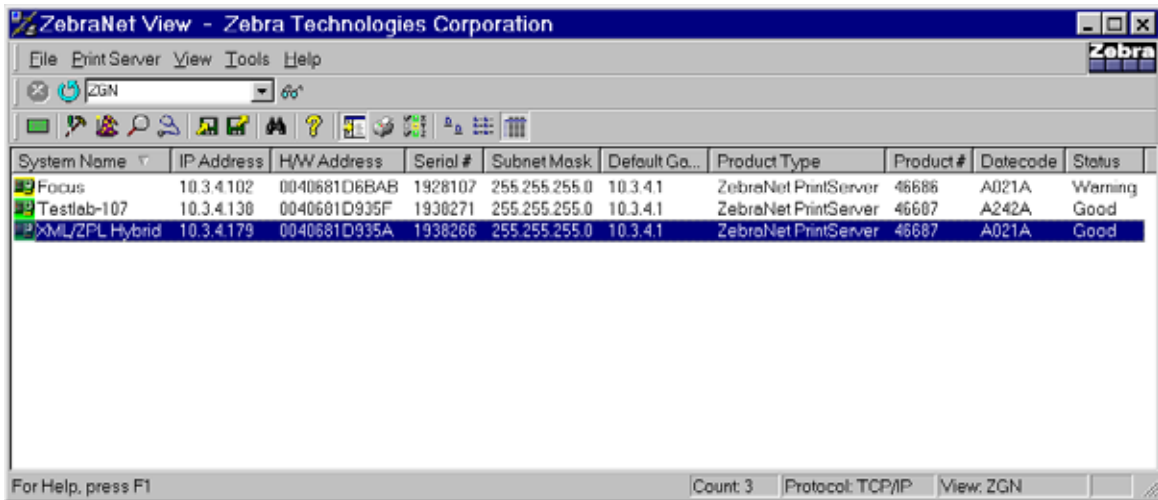 ZebraNet View - Zebra Technologies Corporation
File Print Server View Tools Help
Zebra
ZGN
System Name IP Address H/W Address Serial # Subnet Mask Default Ga... Product Type Product # Datecode Status
Focus 10.3.4.102 0040681D6BAB 1928107 255.255.255.0 10.3.4.1 ZebraNet PrintServer 46686 A021A Warning
Testlab-107 10.3.4.138 0040681D935F 1938271 255.255.255.0 10.3.4.1 ZebraNet PrintServer 46687 A242A Good
XML/ZPL Hybrid 10.3.4.179 0040681D935A 1938266 255.255.255.0 10.3.4.1 ZebraNet PrintServer 46687 A021A Good
For Help, press F1 Count: 3 Protocol: TCP/IP View: ZGN